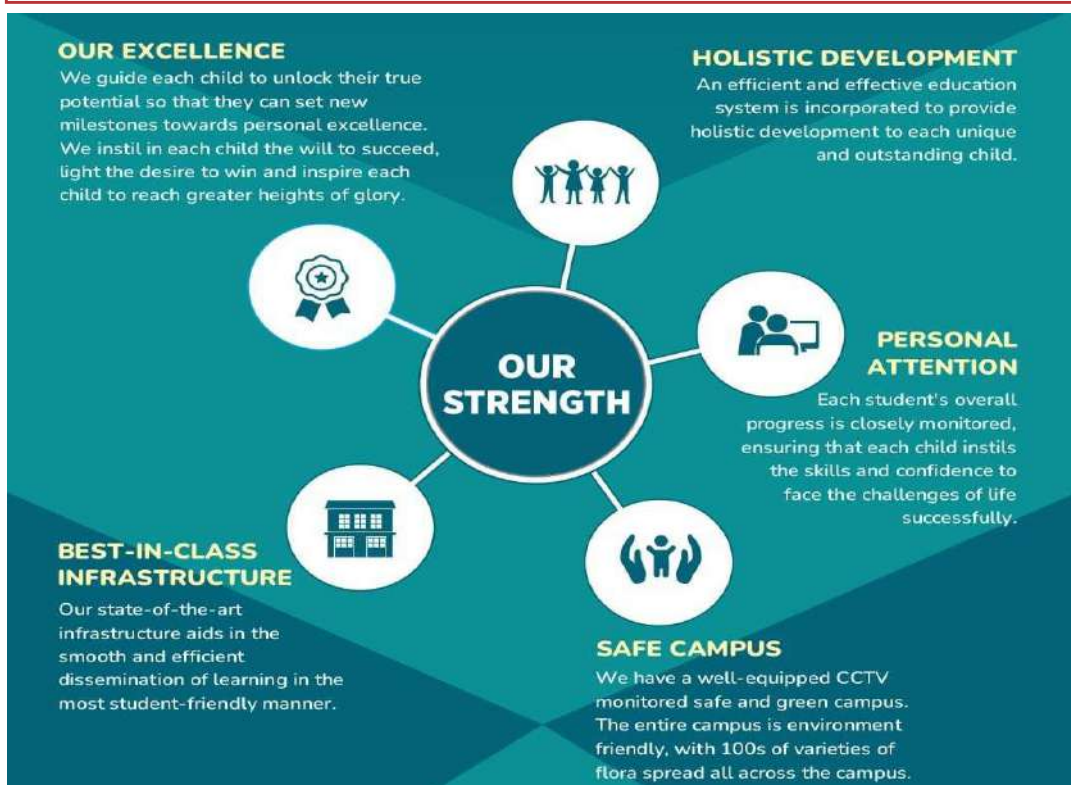 OUR EXCELLENCE
We guide each child to unlock their true
potential so that they can set new
milestones towards personal excellence.
We instil in each child the will to succeed,
light the desire to win and inspire each
child to reach greater heights of glory.
HOLISTIC DEVELOPMENT
An efficient and effective education
system is incorporated to provide
holistic development to each unique
and outstanding child.
OUR
STRENGTH
PERSONAL
ATTENTION
Each student's overall
progress is closely monitored,
ensuring that each child instils
the skills and confidence to
face the challenges of life
successfully.
BEST-IN-CLASS
INFRASTRUCTURE
Our state-of-the-art
infrastructure aids in the
smooth and efficient
dissemination of learning in the
most student-friendly manner.
SAFE CAMPUS
We have a well-equipped CCTV
monitored safe and green campus.
The entire campus is environment
friendly, with 100s of varieties of
flora spread all across the campus.